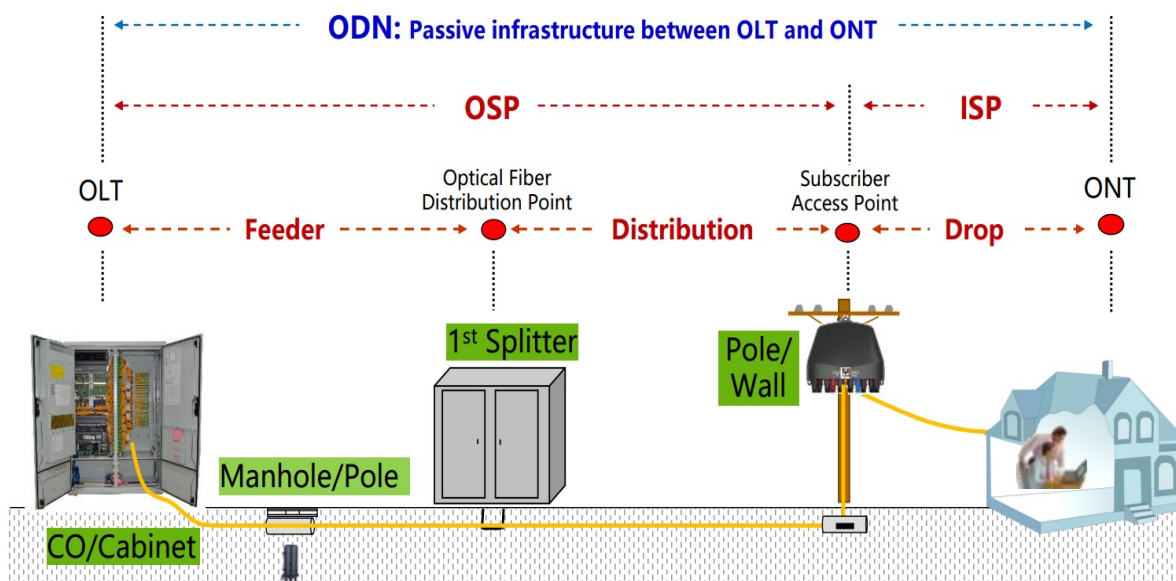 ODN: Passive infrastructure between OLT and ONT
OSP
ISP
OLT
Optical Fiber
Distribution Point
Subscriber
Access Point
ONT
Feeder
Distribution
Drop
1st Splitter
Pole/
Wall
Manhole/Pole
CO/Cabinet